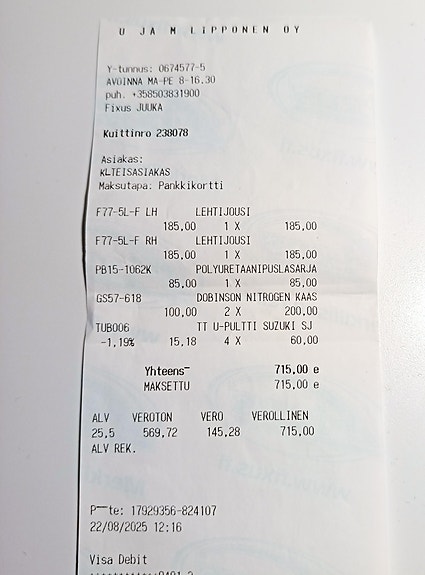 U JA M LIPPONEN OY
Y-tunnus: 0674577-5
AVOINNA MA-PE 8-16.30
puh. +358503831900
Fixus JUUKA
Kuittinro 238078
Asiakas:
KLTEISASIAKAS
Maksutapa: Pankkikortti
F77-5L-F LH LEHTIJOUSI
185,00 1 X 185,00
F77-5L-F RH LEHTIJOUSI
185,00 1 X 185,00
PB15-1062K POLYURETAANIPUSLASARJA
85,00 1 X 85,00
GS57-618 DOBINSON NITROGEN KAAS
100,00 2 X 200,00
TUB006 TT U-PULTTI SUZUKI SJ
-1,19% 15,18 4 X 60,00
Yhteens¯ 715,00 e
MAKSETTU 715,00 e
ALV VEROTON VERO VEROLLINEN
25,5 569,72 145,28 715,00
ALV REK.
P¯¯te: 17929356-824107
22/08/2025 12:16
Visa Debit